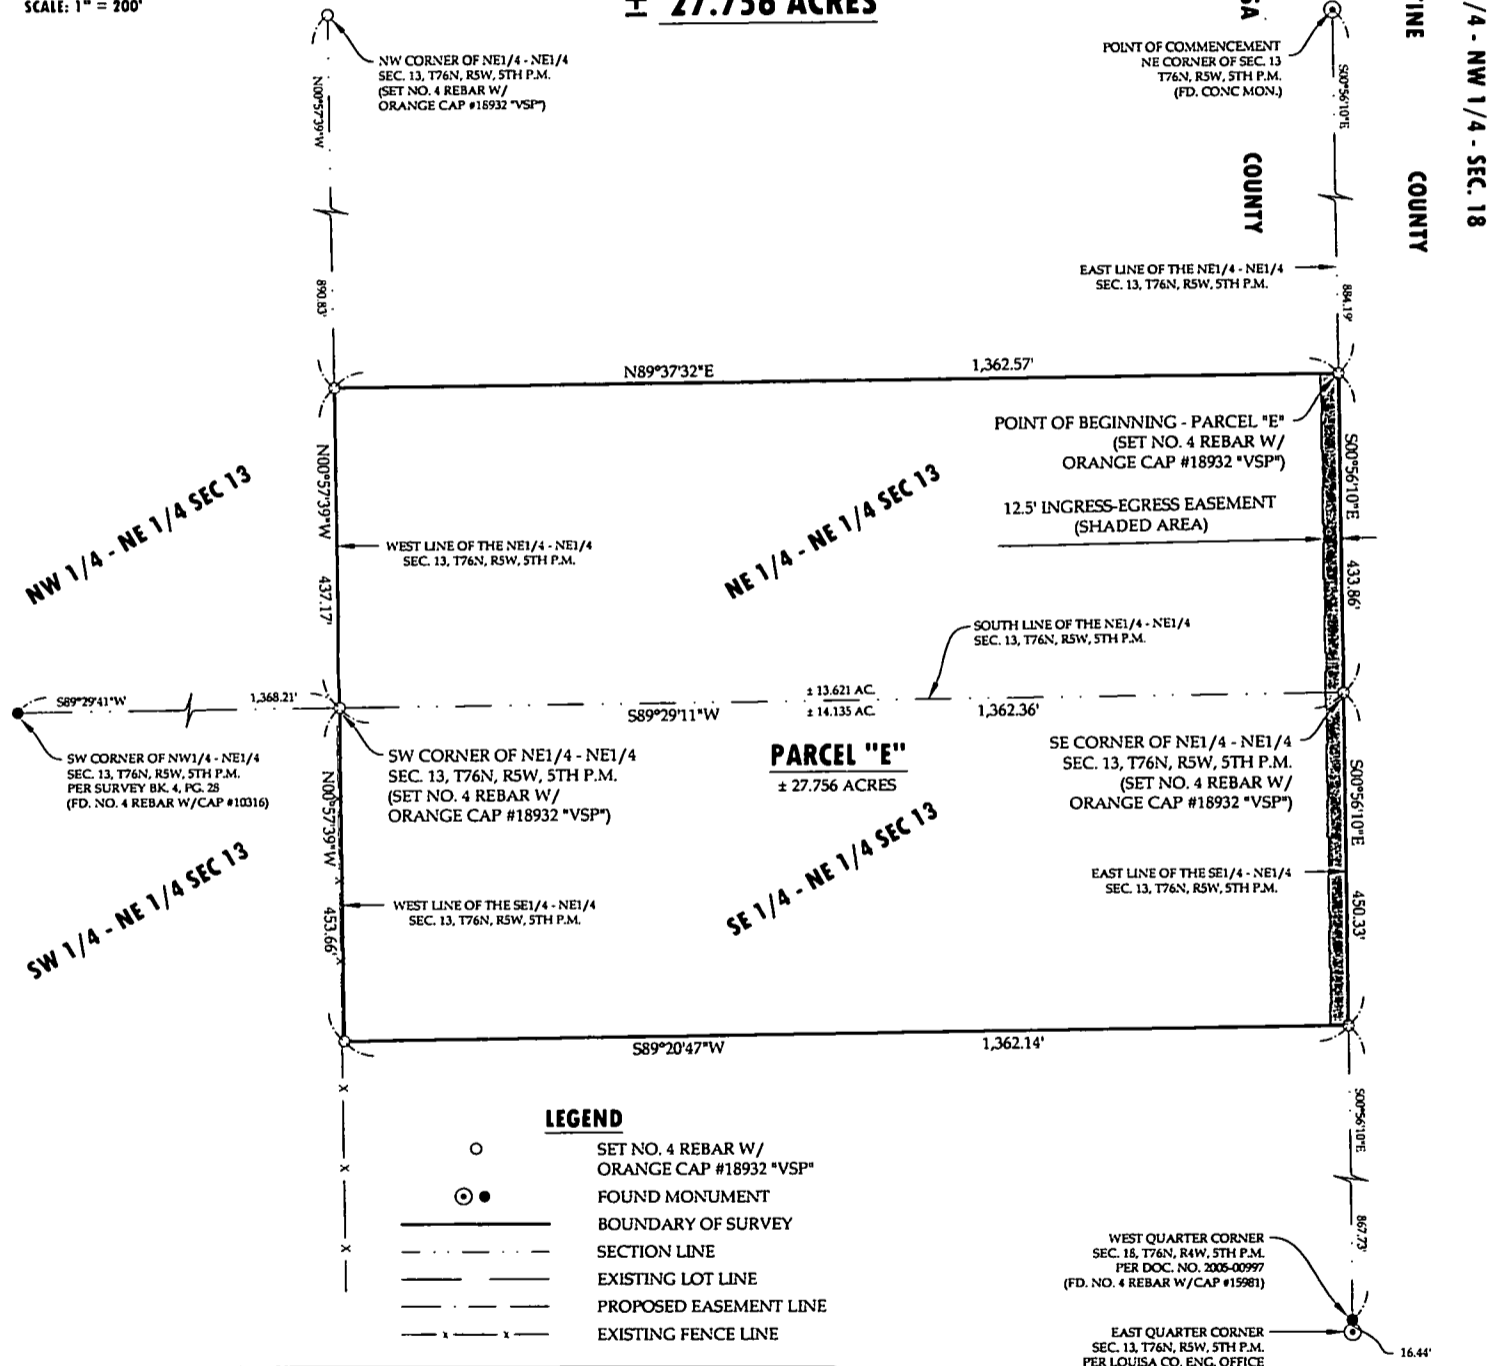 SCALE: 1" = 200'
± 27.756 ACRES
NW CORNER OF NE1/4 - NE1/4
SEC. 13, T76N, R5W, 5TH P.M.
(SET NO. 4 REBAR W/
ORANGE CAP #18932 "VSP")
N00°57'39"W
890.83'
POINT OF COMMENCEMENT
NE CORNER OF SEC. 13
T76N, R5W, 5TH P.M.
(FD. CONC MON.)
S00°56'10"E
884.19'
COUNTY
COUNTY
/4 - NW 1/4 - SEC. 18
EAST LINE OF THE NE1/4 - NE1/4
SEC. 13, T76N, R5W, 5TH P.M.
N89°37'32"E
1,362.57'
POINT OF BEGINNING - PARCEL "E"
(SET NO. 4 REBAR W/
ORANGE CAP #18932 "VSP")
12.5' INGRESS-EGRESS EASEMENT
(SHADED AREA)
S00°56'10"E
433.86'
N00°57'39"W
437.17'
NW 1/4 - NE 1/4 SEC 13
WEST LINE OF THE NE1/4 - NE1/4
SEC. 13, T76N, R5W, 5TH P.M.
NE 1/4 - NE 1/4 SEC 13
SOUTH LINE OF THE NE1/4 - NE1/4
SEC. 13, T76N, R5W, 5TH P.M.
S89°29'41"W
1,368.21'
± 13.621 AC.
± 14.135 AC.
S89°29'11"W
1,362.36'
SW CORNER OF NW1/4 - NE1/4
SEC. 13, T76N, R5W, 5TH P.M.
PER SURVEY BK. 4, PG. 28
(FD. NO. 4 REBAR W/CAP #10316)
SW CORNER OF NE1/4 - NE1/4
SEC. 13, T76N, R5W, 5TH P.M.
(SET NO. 4 REBAR W/
ORANGE CAP #18932 "VSP")
PARCEL "E"
± 27.756 ACRES
SE CORNER OF NE1/4 - NE1/4
SEC. 13, T76N, R5W, 5TH P.M.
(SET NO. 4 REBAR W/
ORANGE CAP #18932 "VSP")
N00°57'39"W
453.66'
S00°56'10"E
450.33'
SW 1/4 - NE 1/4 SEC 13
WEST LINE OF THE SE1/4 - NE1/4
SEC. 13, T76N, R5W, 5TH P.M.
SE 1/4 - NE 1/4 SEC 13
EAST LINE OF THE SE1/4 - NE1/4
SEC. 13, T76N, R5W, 5TH P.M.
S89°20'47"W
1,362.14'
S00°56'10"E
867.73'
LEGEND
SET NO. 4 REBAR W/
ORANGE CAP #18932 "VSP"
FOUND MONUMENT
BOUNDARY OF SURVEY
SECTION LINE
EXISTING LOT LINE
PROPOSED EASEMENT LINE
EXISTING FENCE LINE
WEST QUARTER CORNER
SEC. 18, T76N, R4W, 5TH P.M.
PER DOC. NO. 2005-00997
(FD. NO. 4 REBAR W/CAP #15981)
EAST QUARTER CORNER
SEC. 13, T76N, R5W, 5TH P.M.
PER LOUISA CO. ENG. OFFICE
16.44'